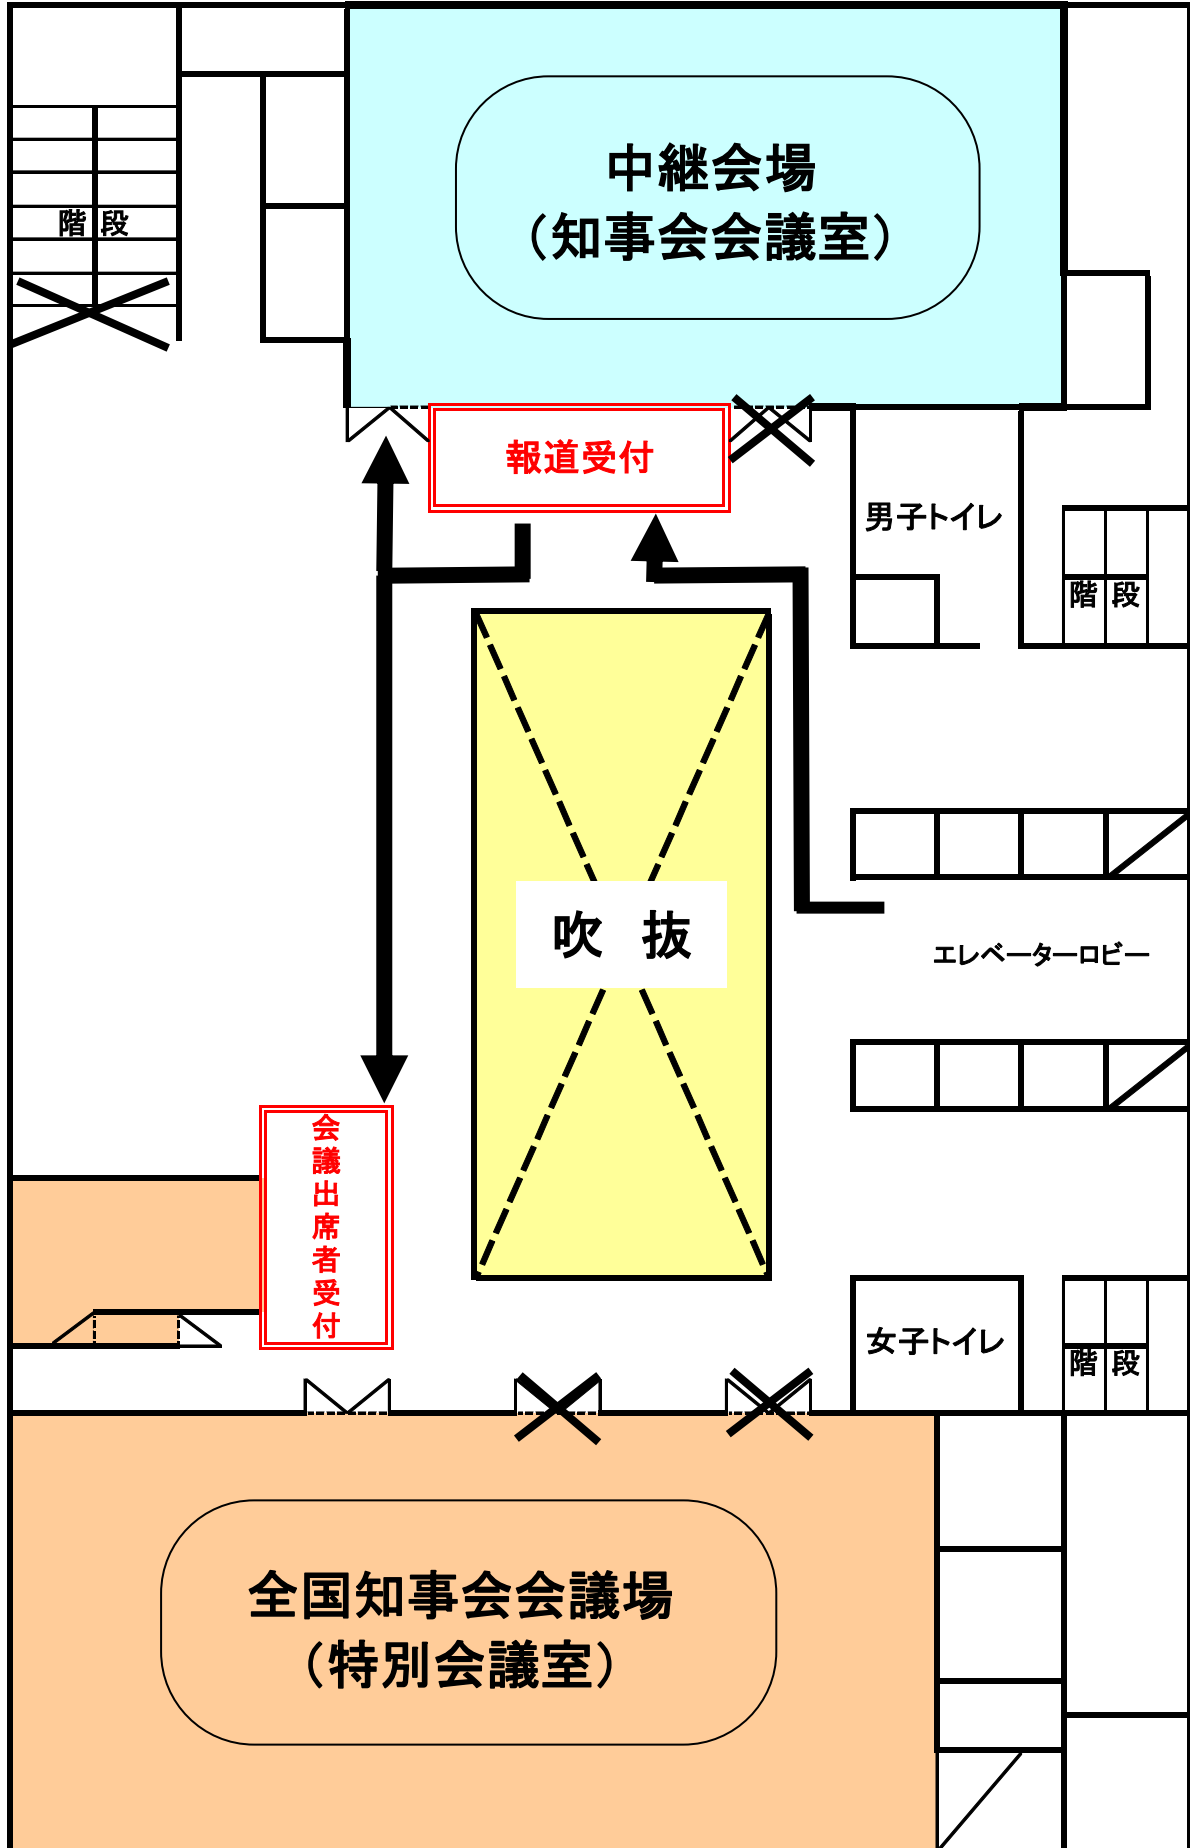 中継会場
（知事会会議室）
階 段
報道受付
男子トイレ
階 段
吹 抜
エレベーターロビー
会議出席者受付
女子トイレ
階 段
全国知事会会議場
（特別会議室）